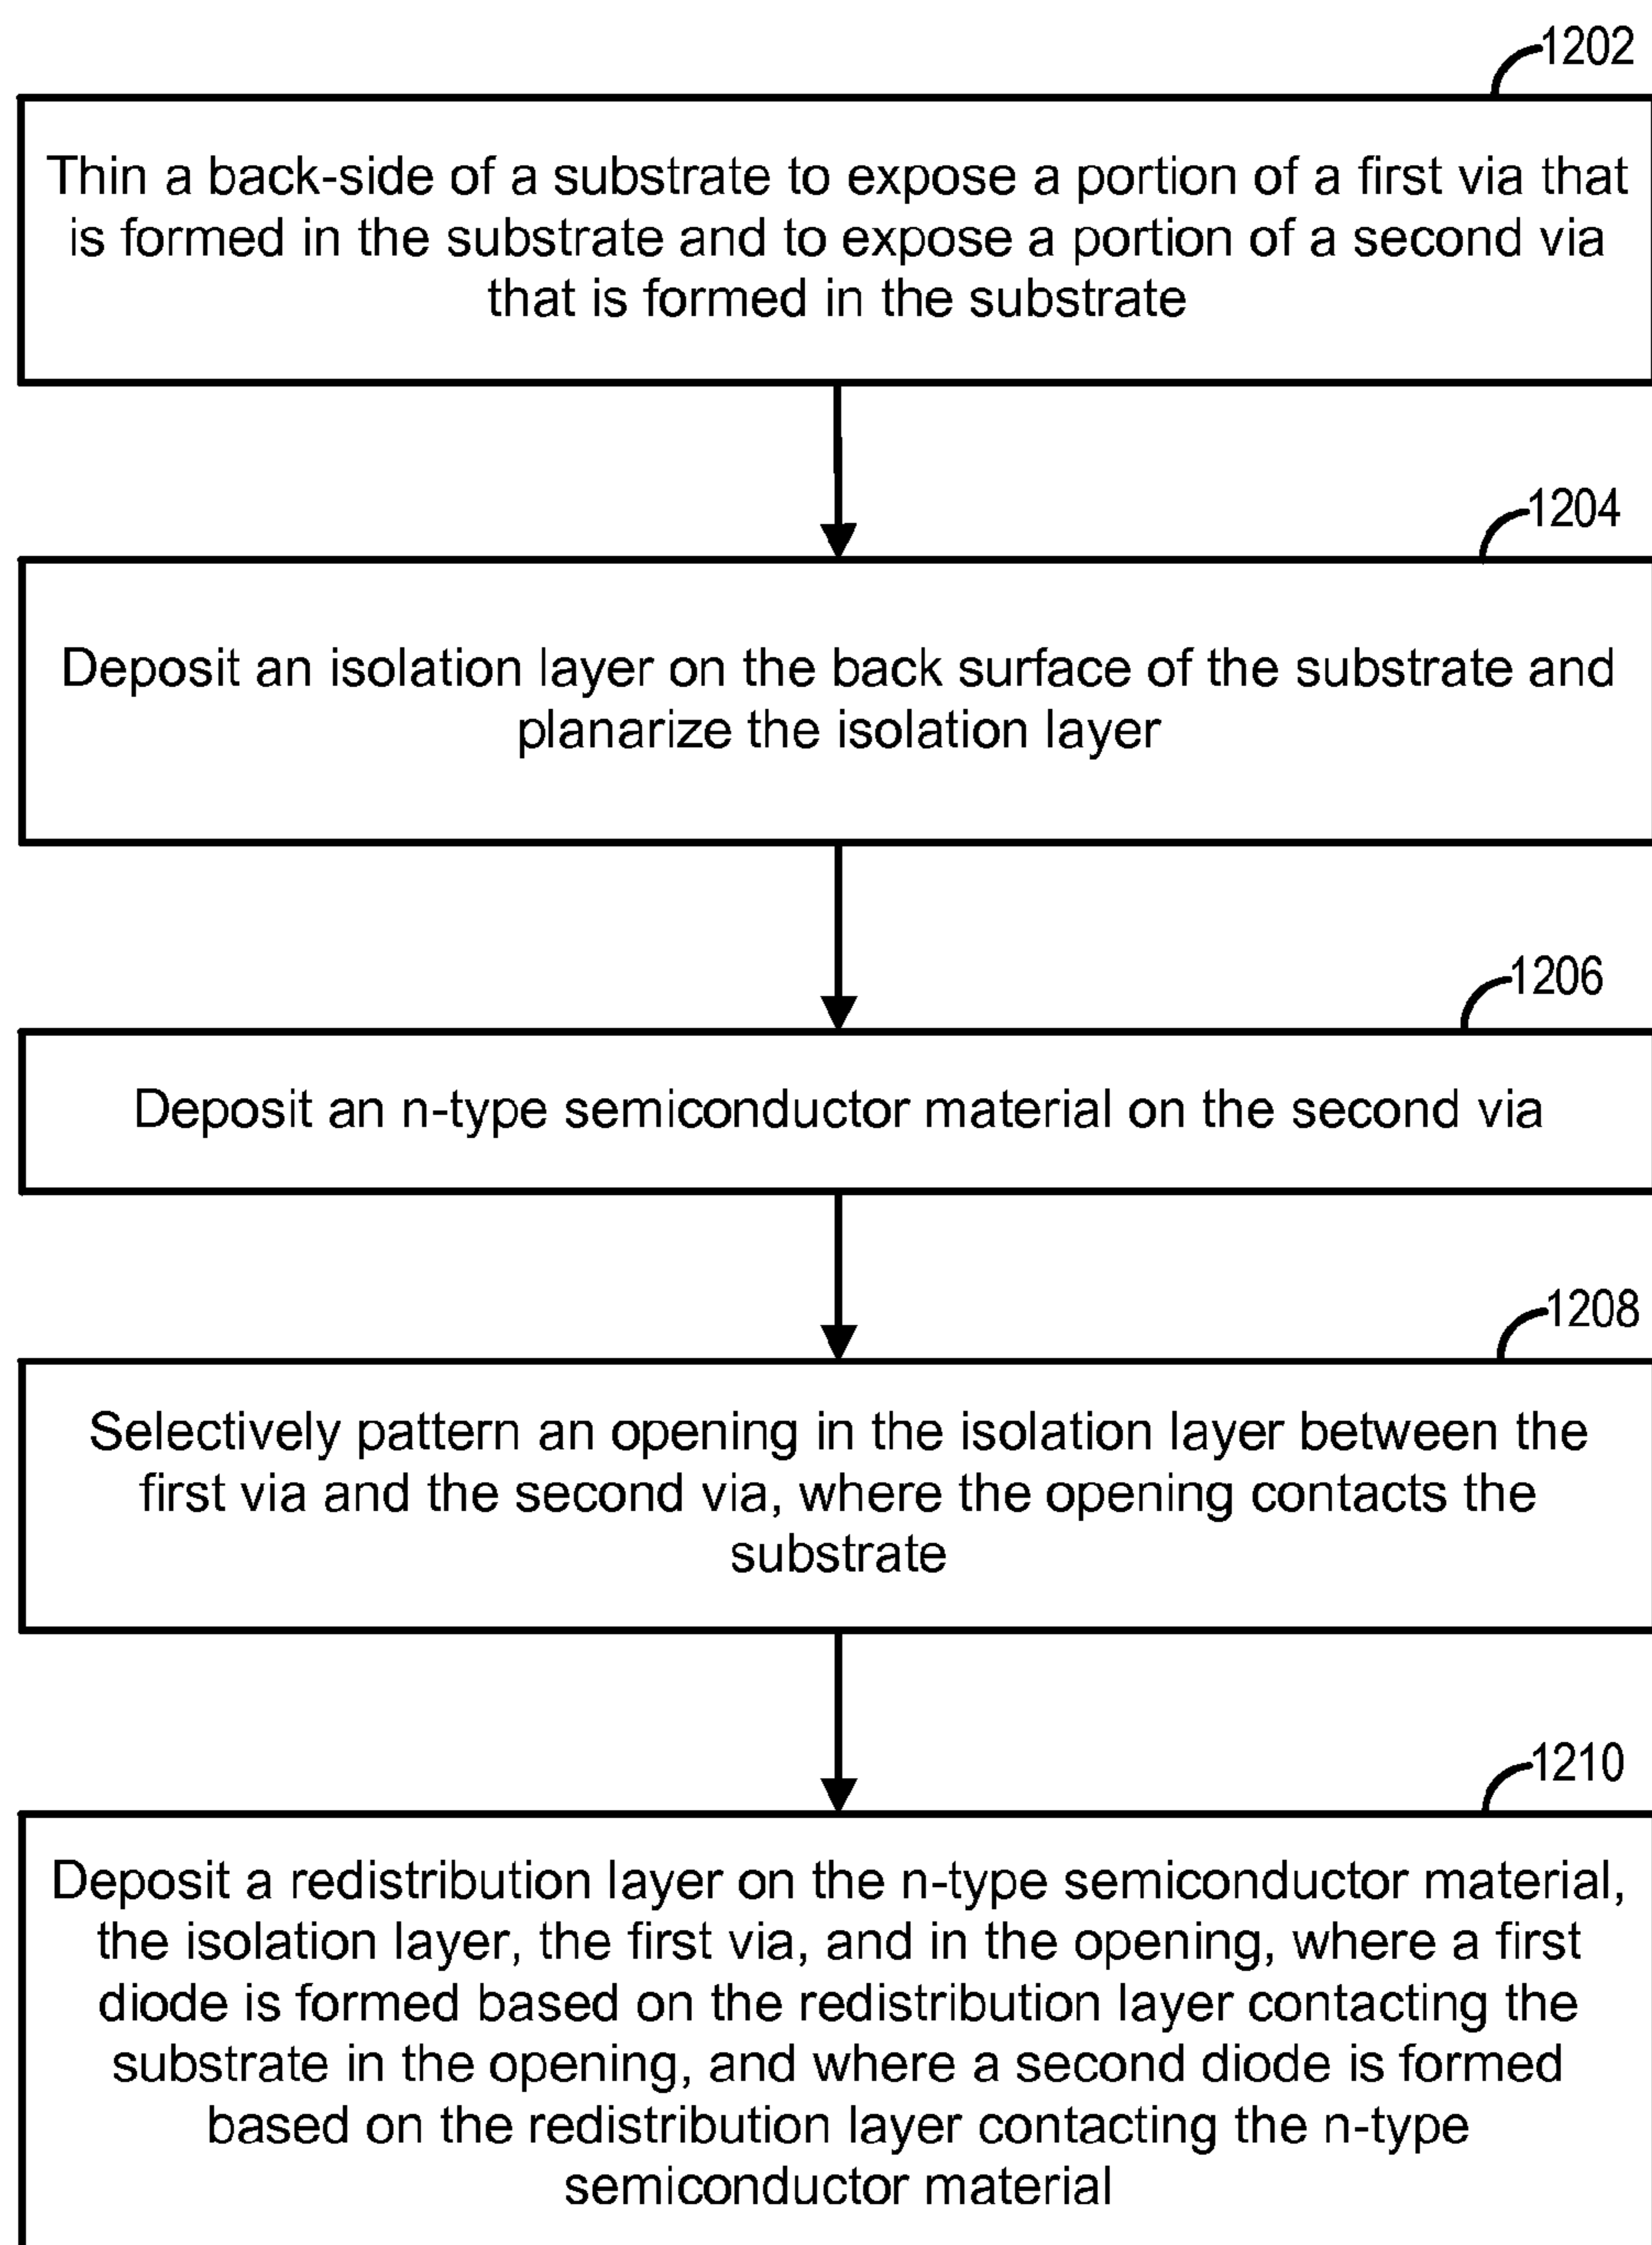 1202
Thin a back-side of a substrate to expose a portion of a first via that
is formed in the substrate and to expose a portion of a second via
that is formed in the substrate
1204
Deposit an isolation layer on the back surface of the substrate and
planarize the isolation layer
1206
Deposit an n-type semiconductor material on the second via
1208
Selectively pattern an opening in the isolation layer between the
first via and the second via, where the opening contacts the
substrate
1210
Deposit a redistribution layer on the n-type semiconductor material,
the isolation layer, the first via, and in the opening, where a first
diode is formed based on the redistribution layer contacting the
substrate in the opening, and where a second diode is formed
based on the redistribution layer contacting the n-type
semiconductor material